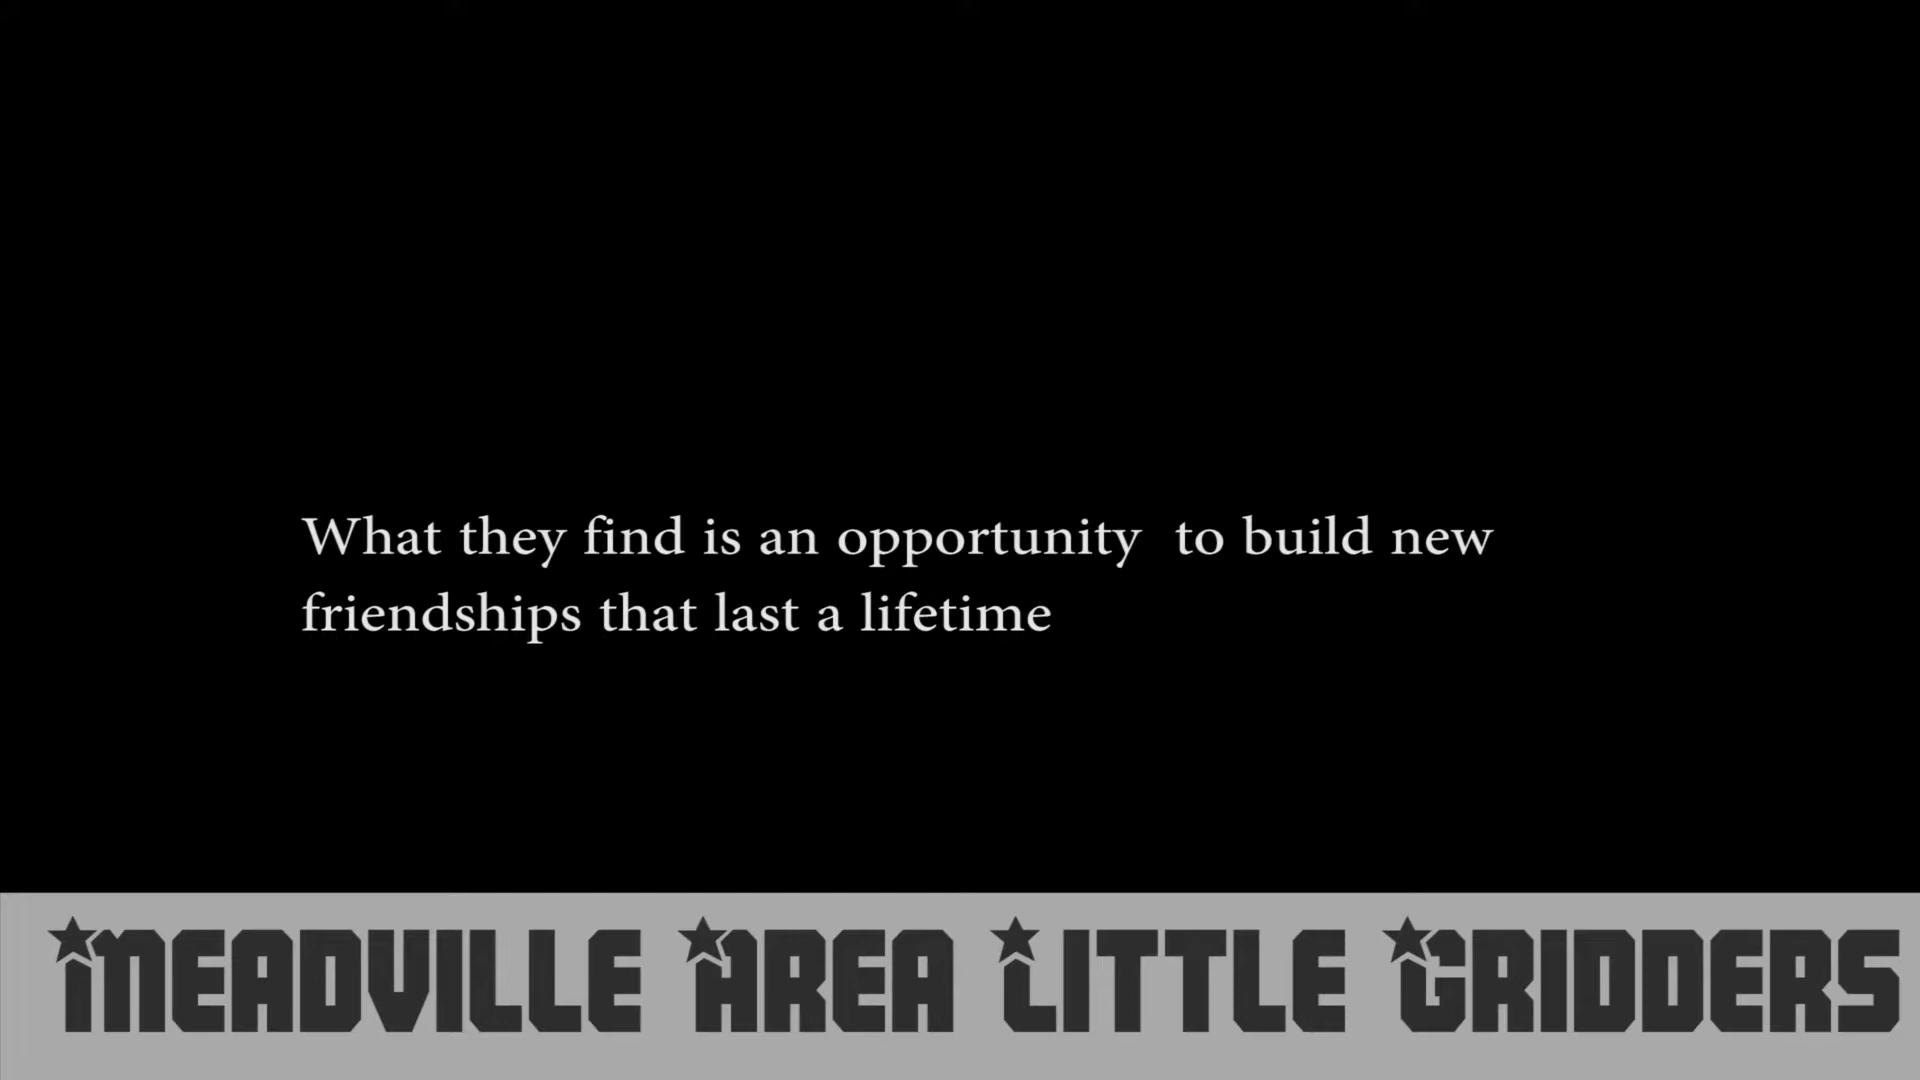 What they find is an opportunity  to build new
friendships that last a lifetime
MEADVILLE AREA LITTLE GRIDDERS